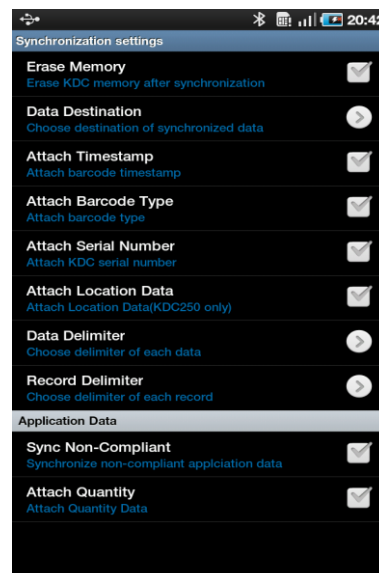 20:42
Synchronization settings
Erase Memory
Erase KDC memory after synchronization
Data Destination
Choose destination of synchronized data
Attach Timestamp
Attach barcode timestamp
Attach Barcode Type
Attach barcode type
Attach Serial Number
Attach KDC serial number
Attach Location Data
Attach Location Data(KDC250 only)
Data Delimiter
Choose delimiter of each data
Record Delimiter
Choose delimiter of each record
Application Data
Sync Non-Compliant
Synchronize non-compliant applciation data
Attach Quantity
Attach Quantity Data